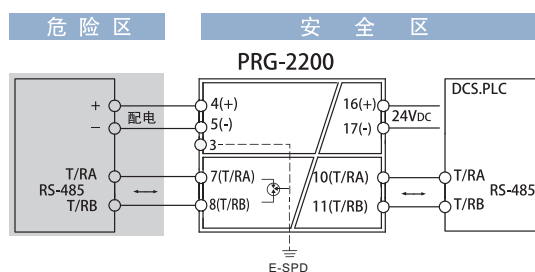 危险区
安全区
PRG-2200
DCS.PLC
+
配电
4(+)
16(+)
24VDC
−
5(-)
17(-)
3
T/RA
7(T/RA)
10(T/RA)
T/RA
RS-485
RS-485
T/RB
8(T/RB)
11(T/RB)
T/RB
E-SPD